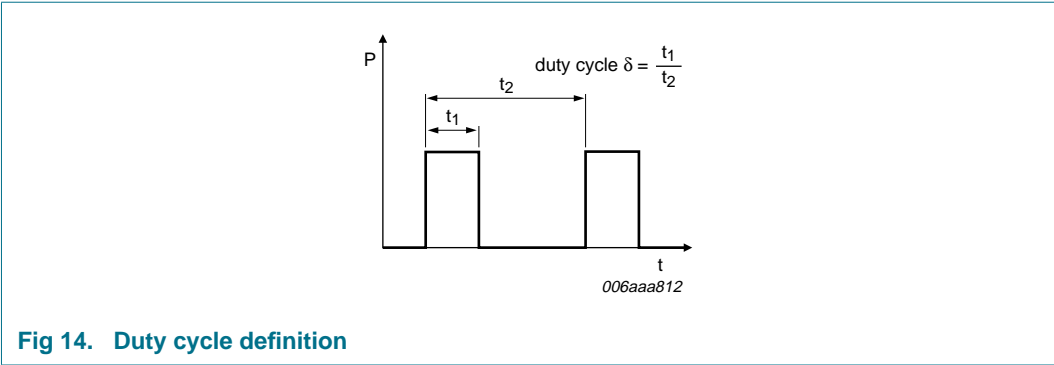 P
duty cycle δ = t1
t2
t2
t1
t
006aaa812
Fig 14. Duty cycle definition